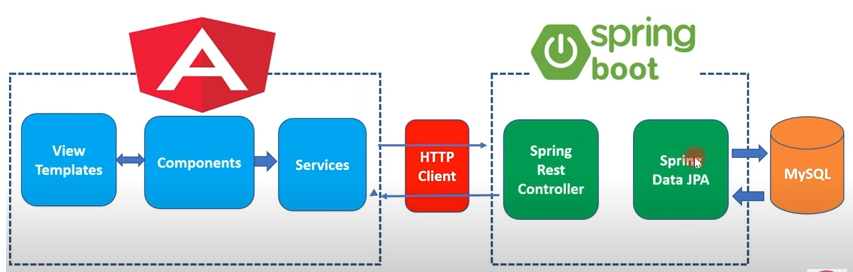 spring
boot
View
Templates
Components
Services
HTTP
Client
Spring
Rest
Controller
Spring
Data JPA
MySQL